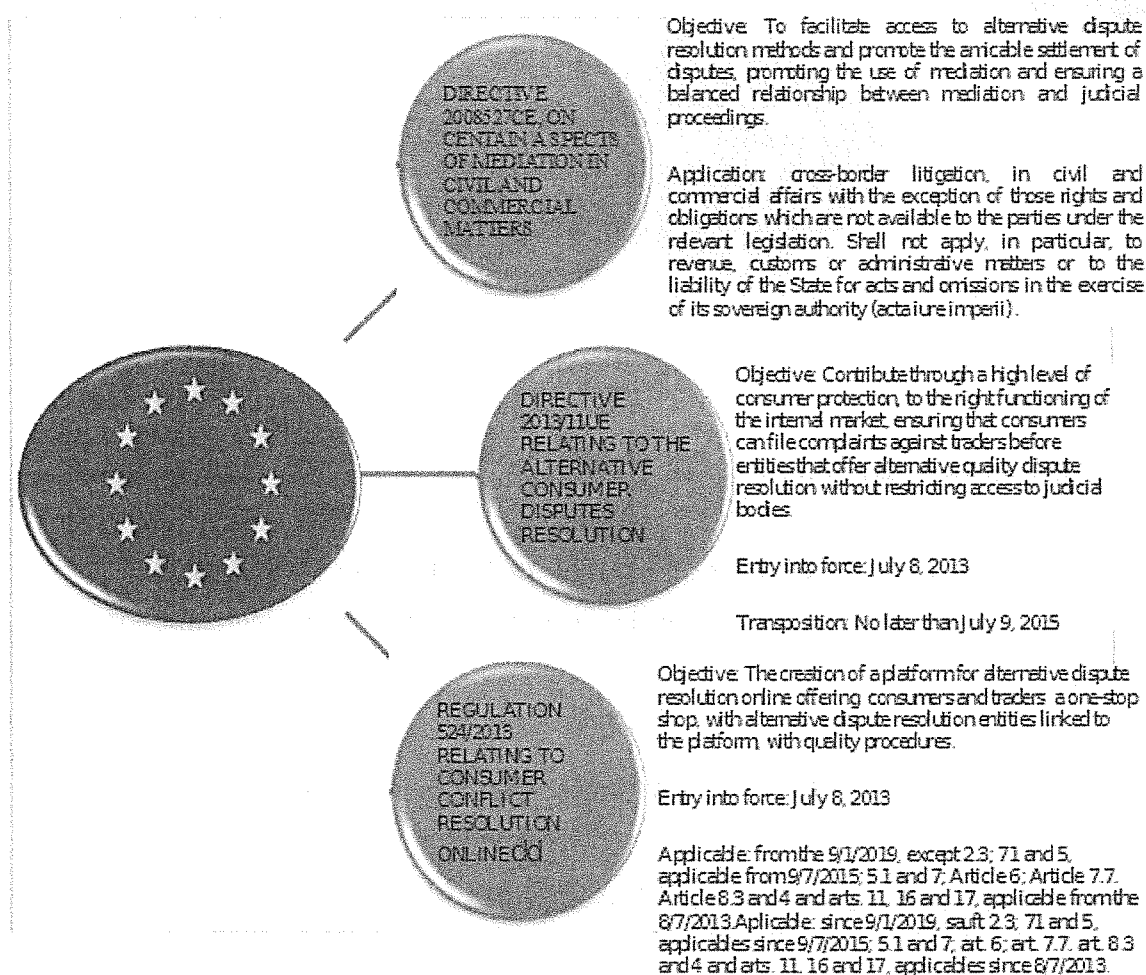 DIRECTIVE
2008527CE, ON
CENTAIN ASPECTS
OF MEDIATION IN
CIVIL AND
COMMERCIAL
MATTERS
Objective: To facilitate access to alternative dispute
resolution methods and promote the amicable settlement of
disputes, promoting the use of mediation and ensuring a
balanced relationship between mediation and judicial
proceedings.
Application: cross-border litigation, in civil and
commercial affairs with the exception of those rights and
obligations which are not available to the parties under the
relevant legislation. Shall not apply, in particular, to
revenue, customs or administrative matters or to the
liability of the State for acts and omissions in the exercise
of its sovereign authority (acta iure imperii).
DIRECTIVE
2013/11UE
RELATING TO THE
ALTERNATIVE
CONSUMER
DISPUTES
RESOLUTION
Objective: Contribute through a high level of
consumer protection, to the right functioning of
the internal market, ensuring that consumers
can file complaints against traders before
entities that offer alternative quality dispute
resolution without restricting access to judicial
bodies.
Entry into force: July 8, 2013
Transposition: No later than July 9, 2015
REGULATION
524/2013
RELATING TO
CONSUMER
CONFLICT
RESOLUTION
ONLINEdd
Objective: The creation of a platform for alternative dispute
resolution online offering consumers and traders a one-stop
shop, with alternative dispute resolution entities linked to
the platform, with quality procedures.
Entry into force: July 8, 2013
Applicable: from the 9/1/2019, except 2.3; 71 and 5,
applicable from 9/7/2015; 5.1 and 7; Article 6; Article 7.7.
Article 8.3 and 4 and arts. 11, 16 and 17, applicable from the
8/7/2013.Aplicable: since 9/1/2019, sauft 2.3; 71 and 5,
applicables since 9/7/2015; 5.1 and 7; art. 6; art. 7.7. art. 8.3
and 4 and arts. 11, 16 and 17, applicables since 8/7/2013.